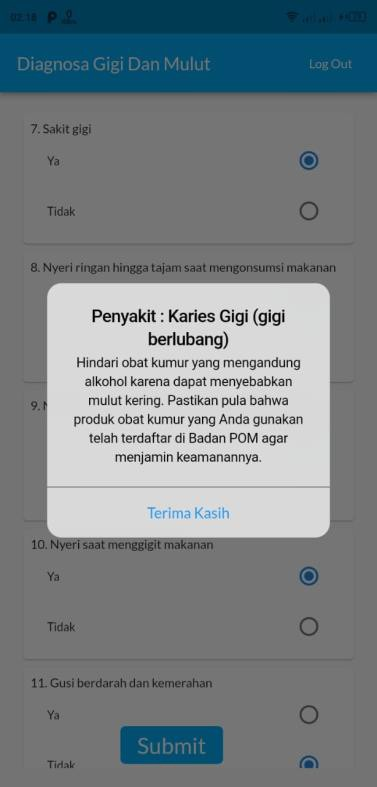 02.18
Diagnosa Gigi Dan Mulut
Log Out
7. Sakit gigi
Ya
Tidak
8. Nyeri ringan hingga tajam saat mengonsumsi makanan
Penyakit : Karies Gigi (gigi
berlubang)
Hindari obat kumur yang mengandung
alkohol karena dapat menyebabkan
mulut kering. Pastikan pula bahwa
produk obat kumur yang Anda gunakan
telah terdaftar di Badan POM agar
menjamin keamanannya.
Terima Kasih
9.
10. Nyeri saat menggigit makanan
Ya
Tidak
11. Gusi berdarah dan kemerahan
Ya
Submit
Tidak